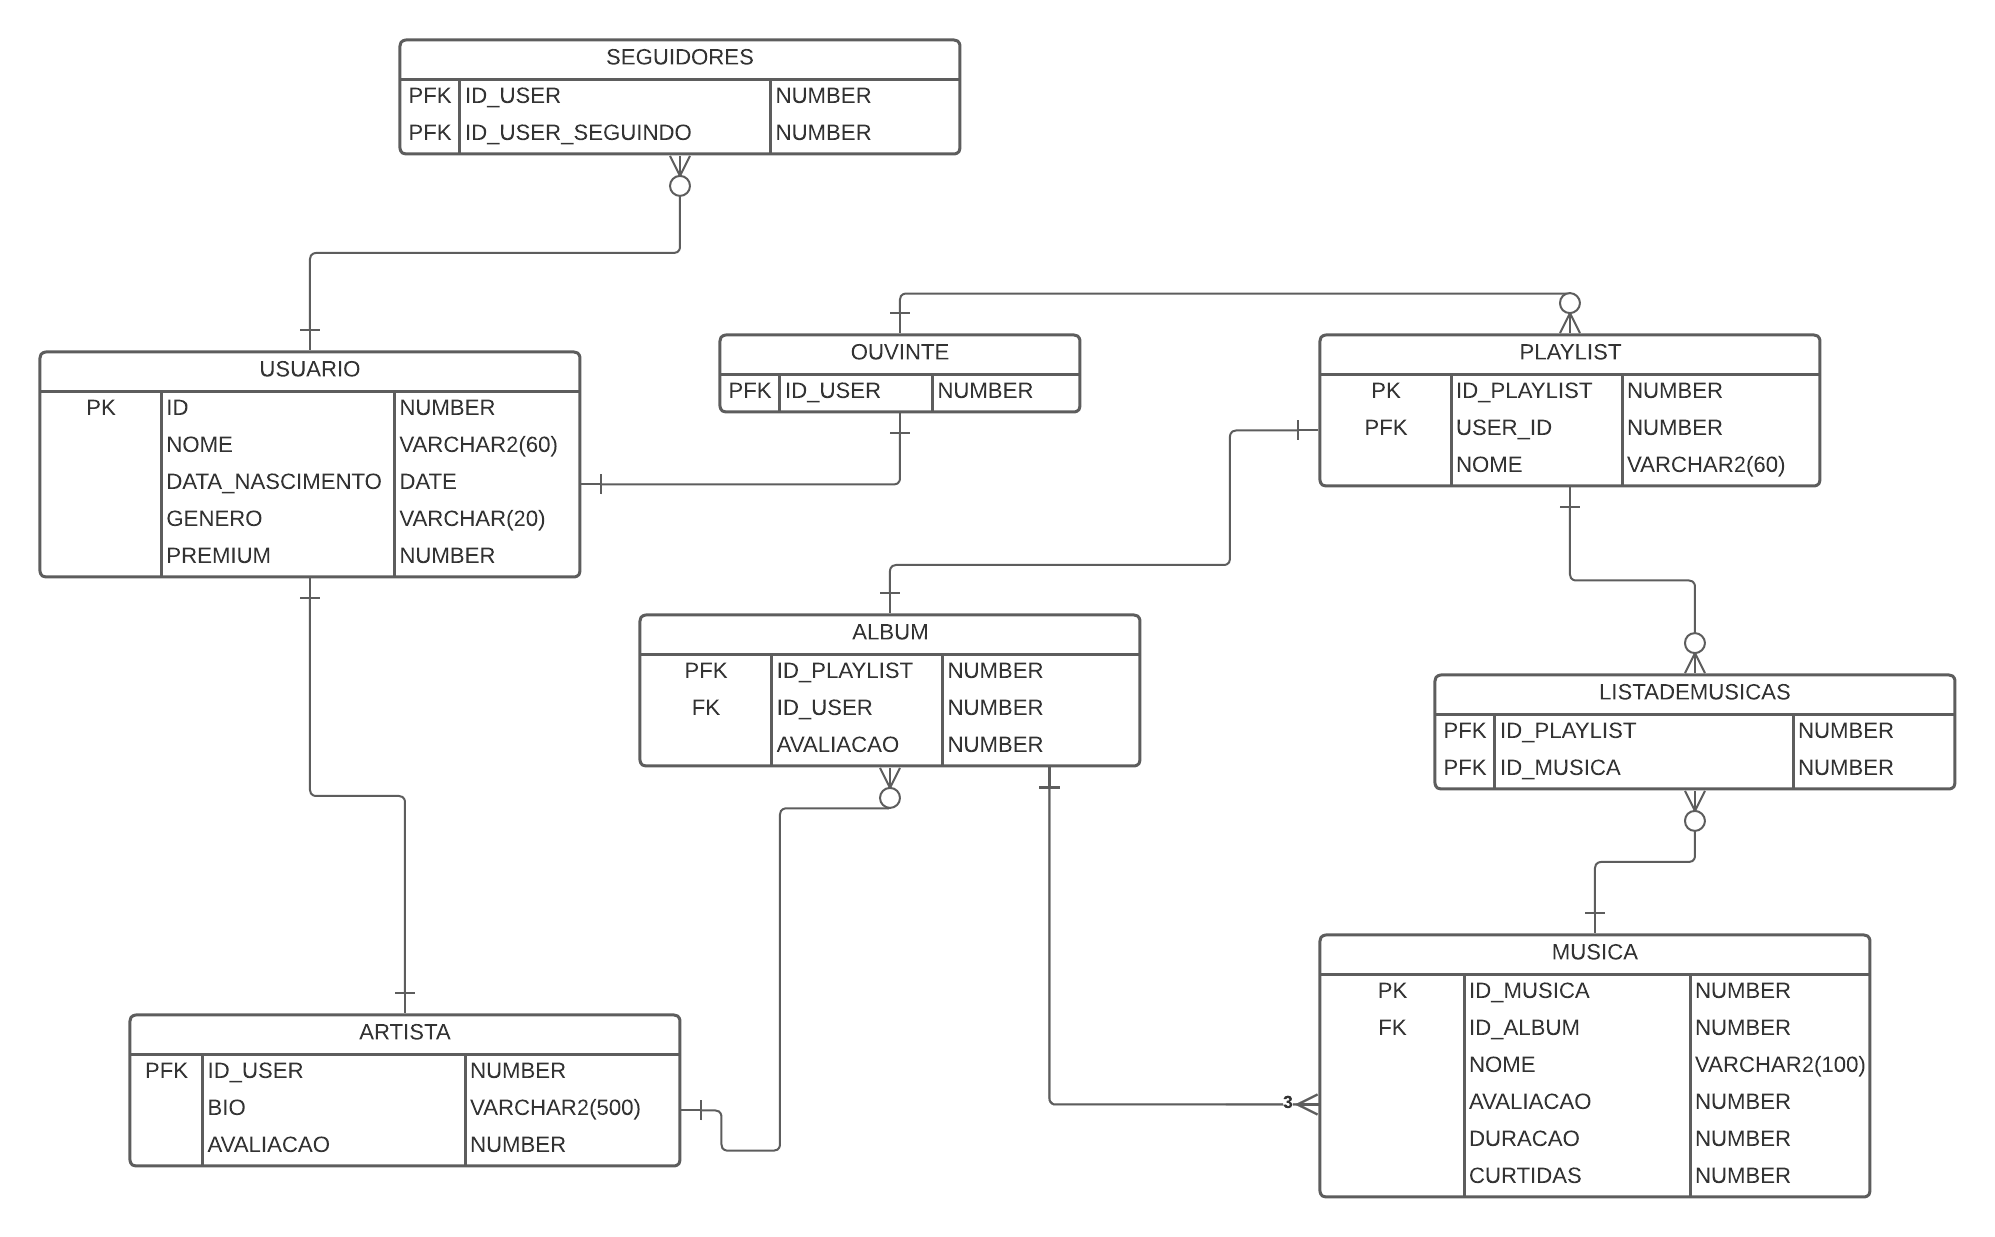 SEGUIDORES
PFK ID_USER NUMBER
PFK ID_USER_SEGUINDO NUMBER
USUARIO
PK ID NUMBER
NOME VARCHAR2(60)
DATA_NASCIMENTO DATE
GENERO VARCHAR(20)
PREMIUM NUMBER
OUVINTE
PFK ID_USER NUMBER
PLAYLIST
PK ID_PLAYLIST NUMBER
PFK USER_ID NUMBER
NOME VARCHAR2(60)
ALBUM
PFK ID_PLAYLIST NUMBER
FK ID_USER NUMBER
AVALIACAO NUMBER
LISTADEMUSICAS
PFK ID_PLAYLIST NUMBER
PFK ID_MUSICA NUMBER
ARTISTA
PFK ID_USER NUMBER
BIO VARCHAR2(500)
AVALIACAO NUMBER
3
MUSICA
PK ID_MUSICA NUMBER
FK ID_ALBUM NUMBER
NOME VARCHAR2(100)
AVALIACAO NUMBER
DURACAO NUMBER
CURTIDAS NUMBER